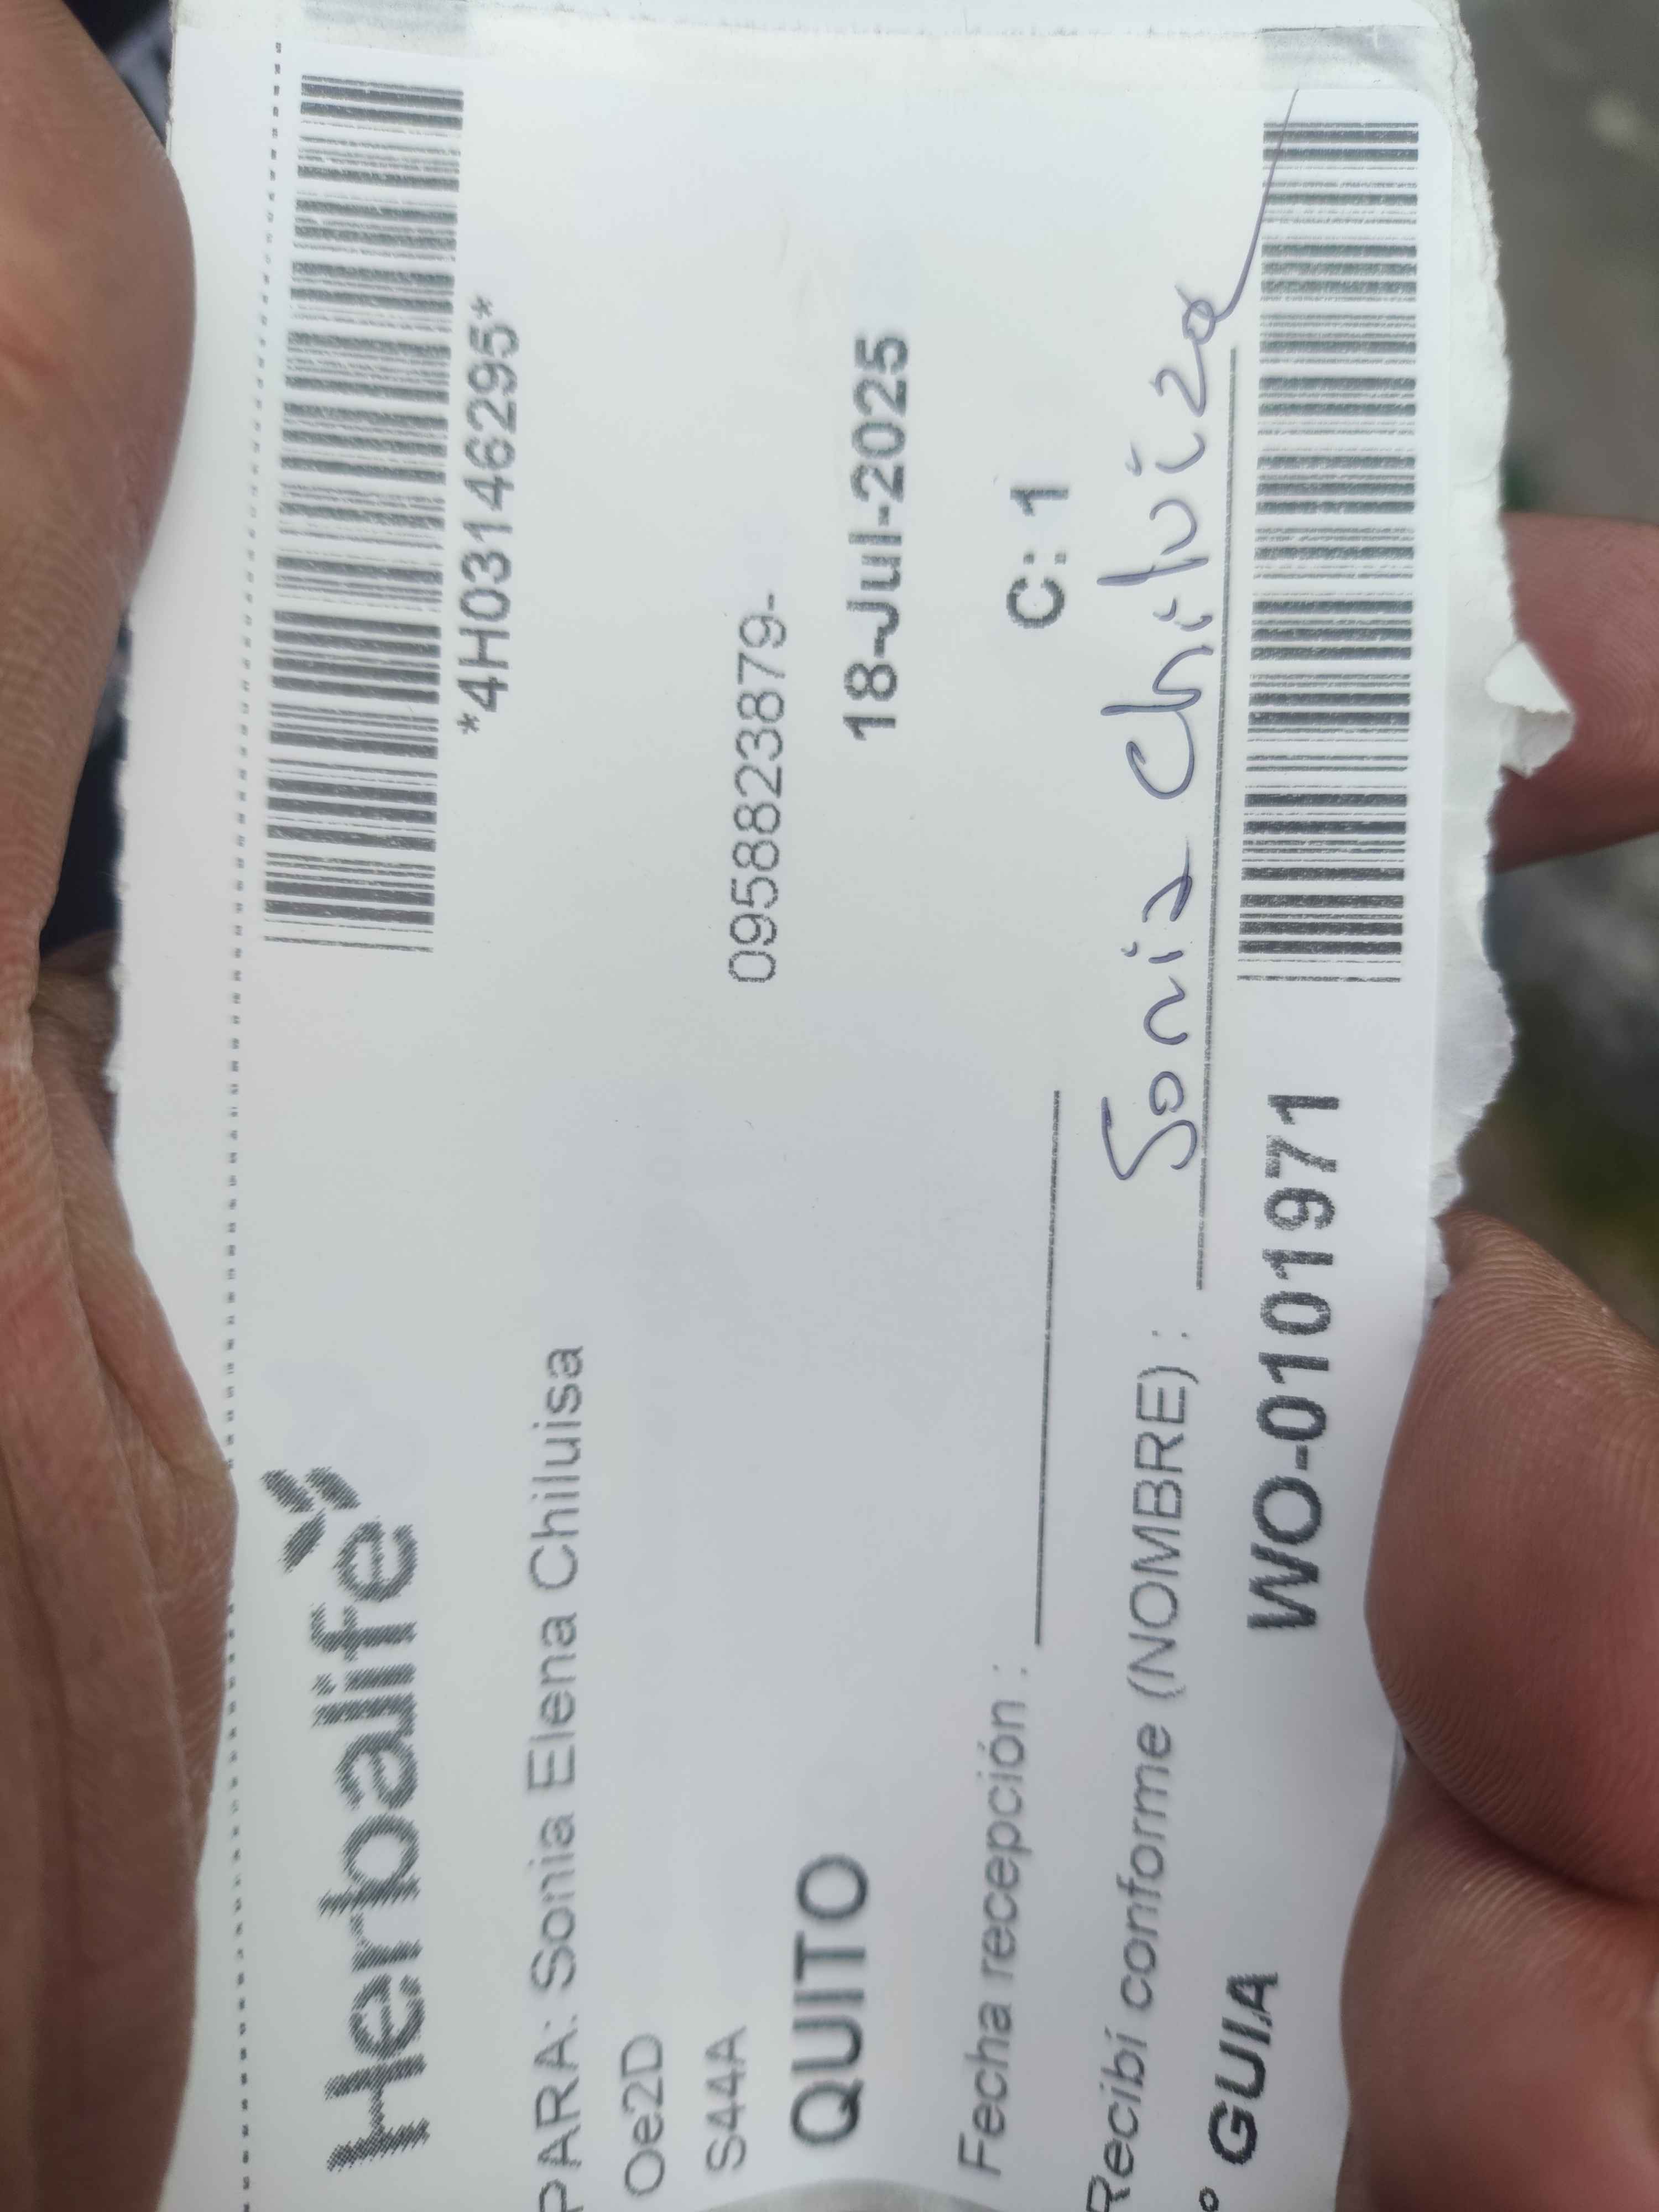 Herbalife
*4H03146295*
PARA: Sonia Elena Chiluisa
Oe2D
S44A
0958823879-
QUITO
18-Jul-2025
Fecha recepción :
C: 1
Recibí conforme (NOMBRE) : Sonia Chiluiza
° GUIA
WO-0101971